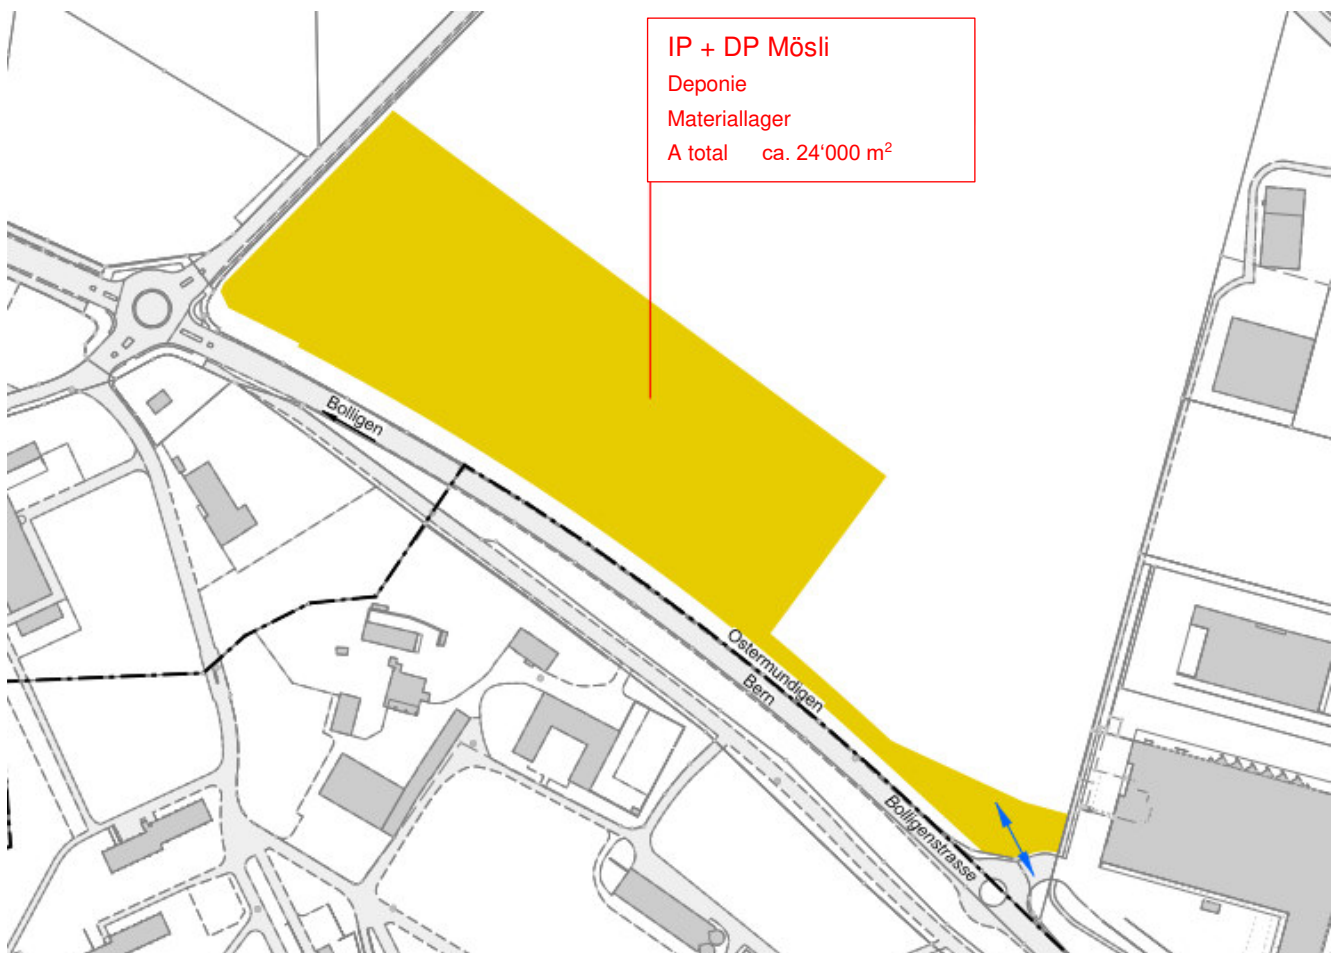 IP + DP Mösli
Deponie
Materiallager
A total ca. 24‘000 m²
Bolligen
Ostermundigen
Bern
Bolligenstrasse